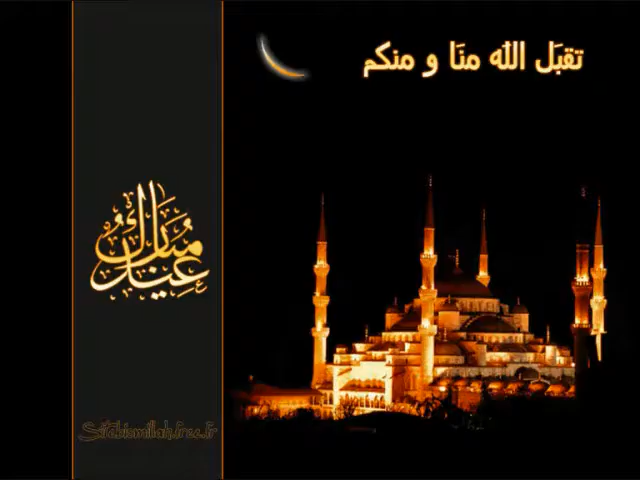 تقبَل الله منَا و منكم
عيد مبارك
Sitebismillah.free.fr